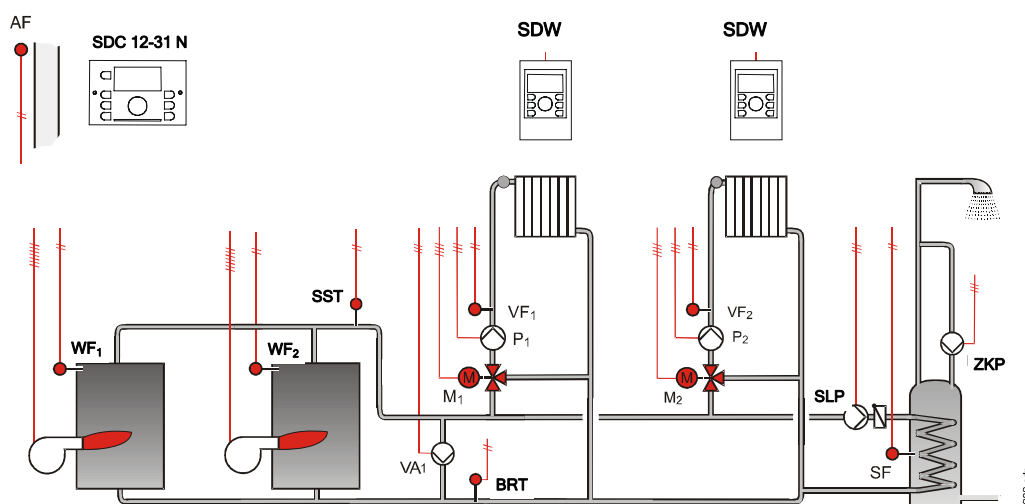 AF
SDC 12-31 N
SDW
SDW
SST
VF1
VF2
P1
P2
WF1
WF2
ZKP
M
M
M1
M2
SLP
VA1
BRT
SF